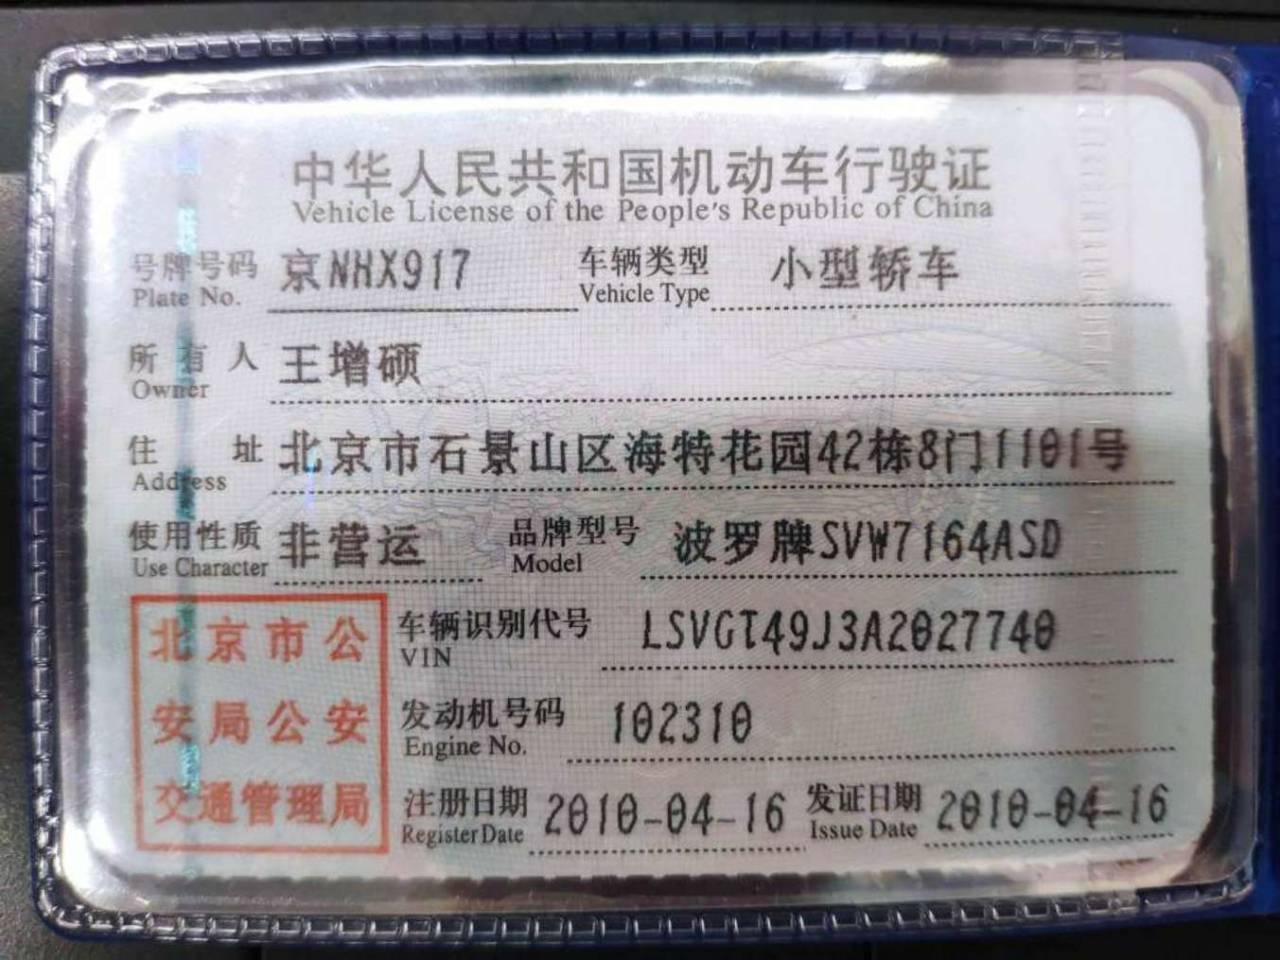 中华人民共和国机动车行驶证
Vehicle License of the People's Republic of China
号牌号码 京NHX917 车辆类型 小型轿车
Plate No. Vehicle Type
所有人 王增硕
Owner
住址 北京市石景山区海特花园42栋8门1101号
Address
使用性质 非营运 品牌型号 波罗牌SVW7164ASD
Use Character Model
北京市公
安局公安
交通管理局
车辆识别代号 LSVGT49J3A2027740
VIN
发动机号码 102310
Engine No.
注册日期 2010-04-16 发证日期 2010-04-16
Register Date Issue Date